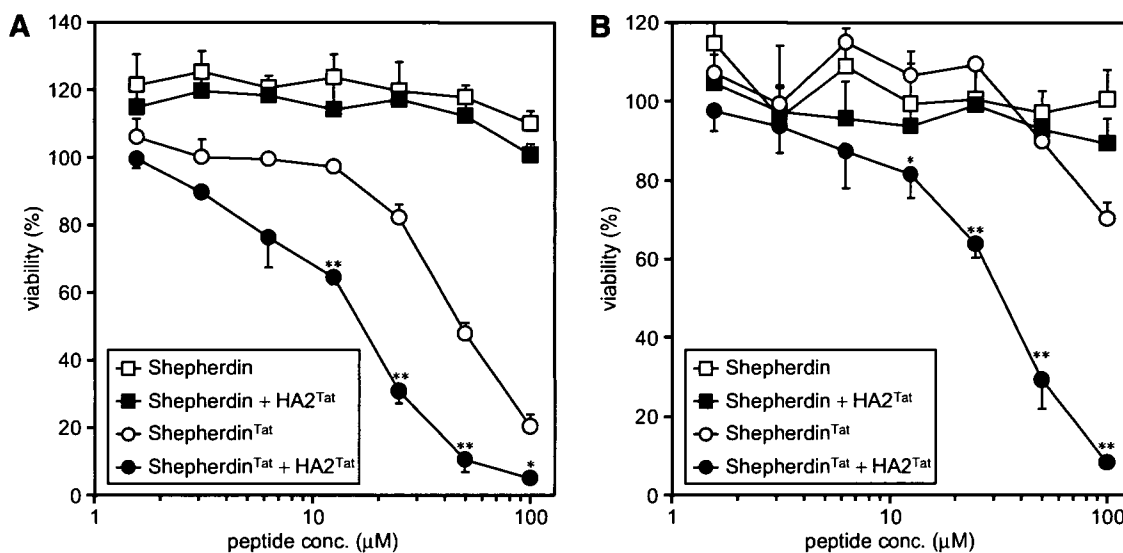 A
140
120
100
80
60
40
20
0
viability (%)
1
10
100
peptide conc. (µM)
Shepherdin
Shepherdin + HA2Tat
ShepherdinTat
ShepherdinTat + HA2Tat
**
**
**
*
B
120
100
80
60
40
20
0
viability (%)
1
10
100
peptide conc. (µM)
Shepherdin
Shepherdin + HA2Tat
ShepherdinTat
ShepherdinTat + HA2Tat
*
**
**
**